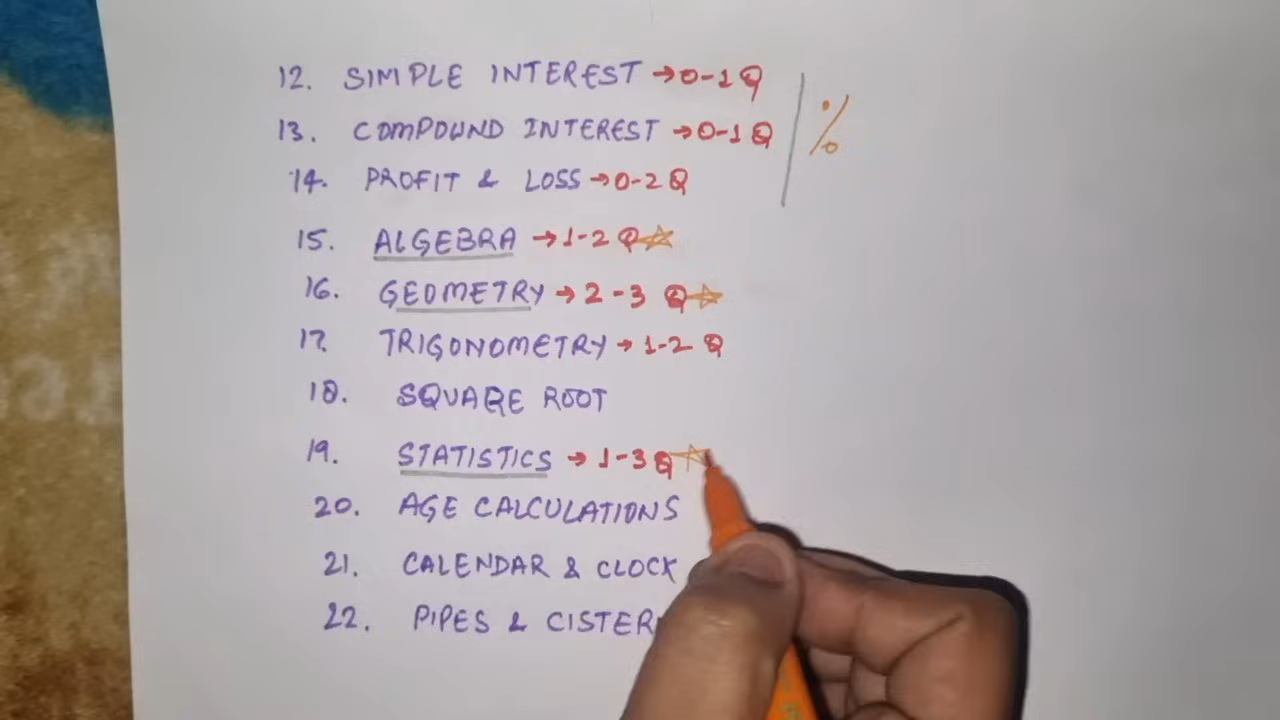 12. SIMPLE INTEREST →0-1 Q
13. COMPOUND INTEREST →0-1 Q
%
14. PROFIT & LOSS →0-2 Q
15. ALGEBRA →1-2 Q
16. GEOMETRY → 2-3 Q
17. TRIGONOMETRY → 1-2 Q
18. SQUARE ROOT
19. STATISTICS → 1-3 Q
20. AGE CALCULATIONS
21. CALENDAR & CLOCK
22. PIPES & CISTER